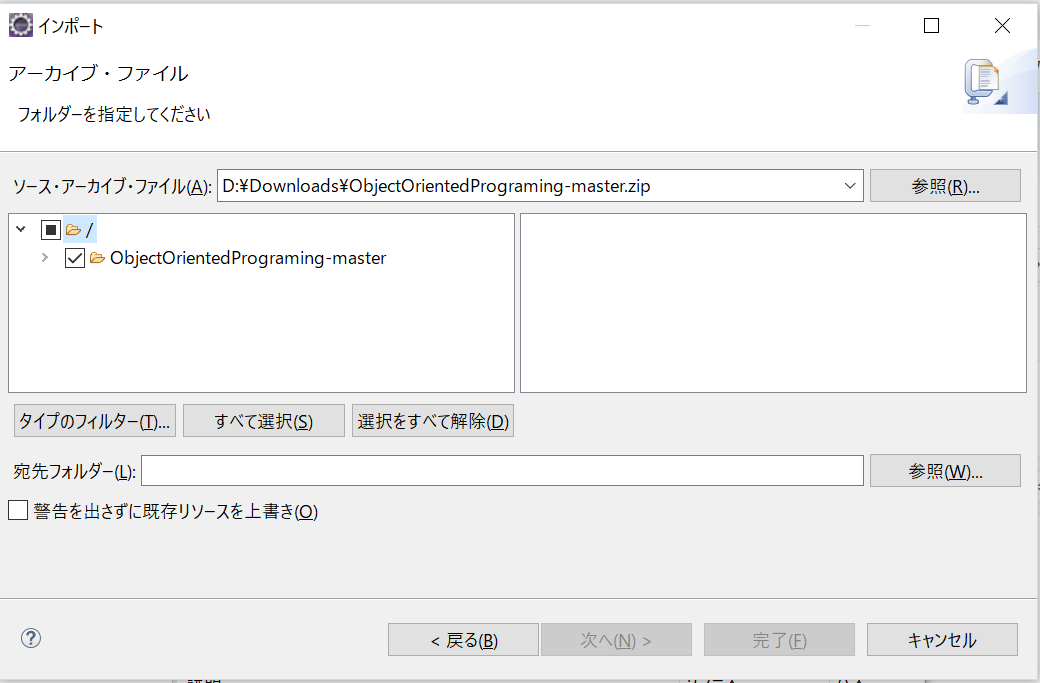 インポート
アーカイブ・ファイル
フォルダーを指定してください
ソース・アーカイブ・ファイル(A): D:¥Downloads¥ObjectOrientedPrograming-master.zip 参照(R)...
/
ObjectOrientedPrograming-master
タイプのフィルター(T)... すべて選択(S) 選択をすべて解除(D)
宛先フォルダー(L): 参照(W)...
警告を出さずに既存リソースを上書き(O)
< 戻る(B) 次へ(N) > 完了(F) キャンセル